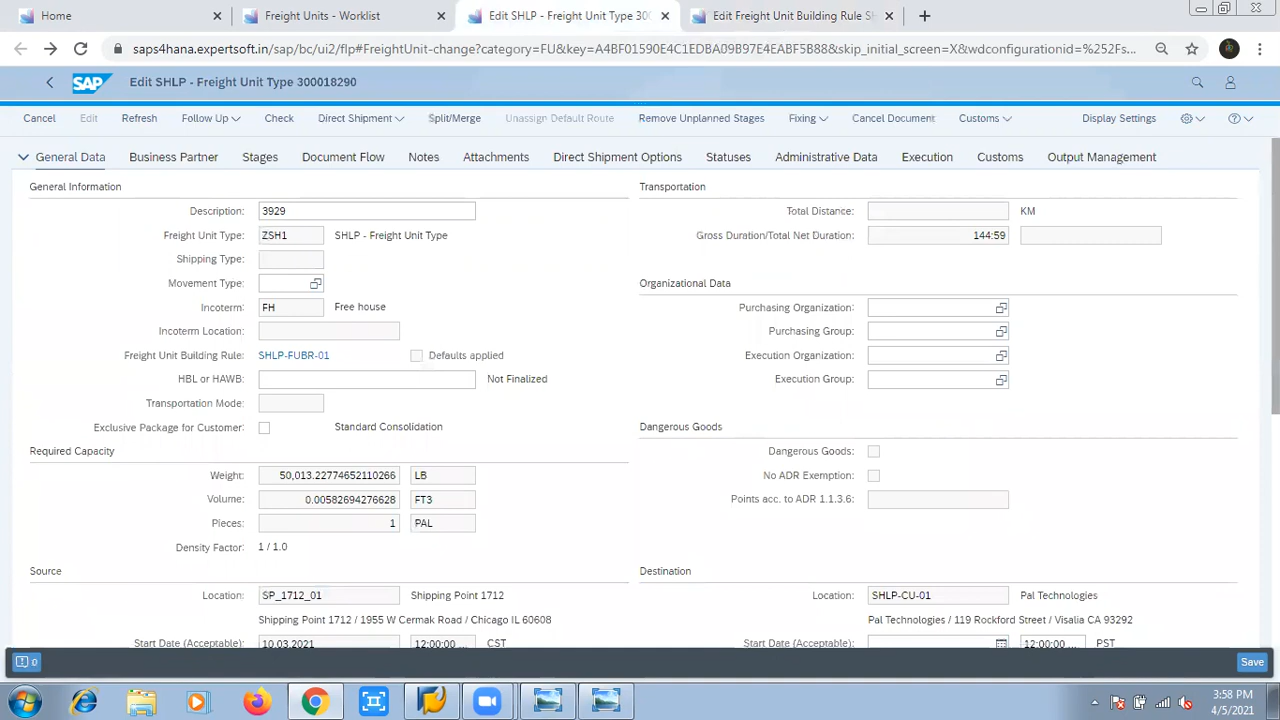 Home
Freight Units - Worklist
Edit SHLP - Freight Unit Type 300
Edit Freight Unit Building Rule SH
saps4hana.expertsoft.in/sap/bc/ui2/flp#FreightUnit-change?category=FU&key=A4BF01590E4C1EDBA09B97E4EABF5B88&skip_initial_screen=X&wdconfigurationid=%252Fs...
SAP Edit SHLP - Freight Unit Type 300018290
Cancel Edit Refresh Follow Up Check Direct Shipment Split/Merge Unassign Default Route Remove Unplanned Stages Fixing Cancel Document Customs Display Settings
General Data Business Partner Stages Document Flow Notes Attachments Direct Shipment Options Statuses Administrative Data Execution Customs Output Management
General Information
Description: 3929
Freight Unit Type: ZSH1 SHLP - Freight Unit Type
Shipping Type:
Movement Type:
Incoterm: FH Free house
Incoterm Location:
Freight Unit Building Rule: SHLP-FUBR-01 Defaults applied
HBL or HAWB: Not Finalized
Transportation Mode:
Exclusive Package for Customer: Standard Consolidation
Required Capacity
Weight: 50,013.22774652110266 LB
Volume: 0.00582694276628 FT3
Pieces: 1 PAL
Density Factor: 1 / 1.0
Source
Location: SP_1712_01 Shipping Point 1712
Shipping Point 1712 / 1955 W Cermak Road / Chicago IL 60608
Start Date (Acceptable): 10.03.2021 12:00:00 ... CST
Transportation
Total Distance: KM
Gross Duration/Total Net Duration: 144:59
Organizational Data
Purchasing Organization:
Purchasing Group:
Execution Organization:
Execution Group:
Dangerous Goods
Dangerous Goods:
No ADR Exemption:
Points acc. to ADR 1.1.3.6:
Destination
Location: SHLP-CU-01 Pal Technologies
Pal Technologies / 119 Rockford Street / Visalia CA 93292
Start Date (Acceptable): 12:00:00 ... PST
0
Save
3:58 PM
4/5/2021